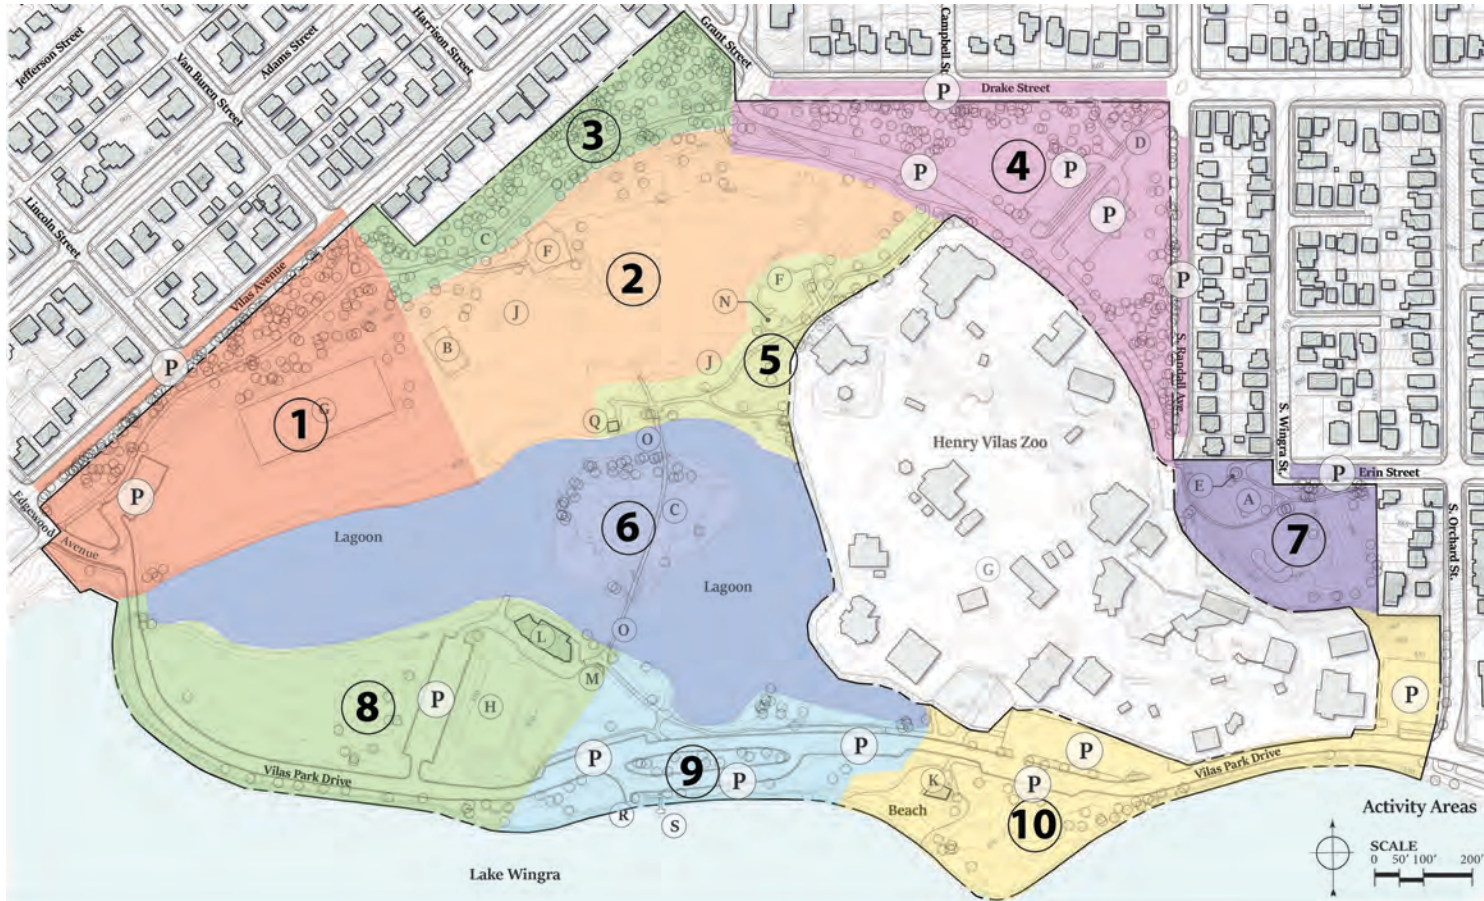 Jefferson Street
Van Buren Street
Adams Street
Harrison Street
Grant Street
Campbell St.
Drake Street
P
Lincoln Street
Vilas Avenue
3
4
D
P
P
P
C
F
2
F
J
N
B
J
5
P
P
S. Randall Ave.
1
G
Q
O
Henry Vilas Zoo
S. Wingra St.
P
Erin Street
E
A
P
Edgewood
Avenue
Lagoon
6
C
7
S. Orchard St.
G
Lagoon
L
O
M
8
P
H
P
P
P
P
9
Vilas Park Drive
K
P
Beach
10
Vilas Park Drive
R
S
Lake Wingra
Activity Areas
SCALE
0 50' 100' 200'